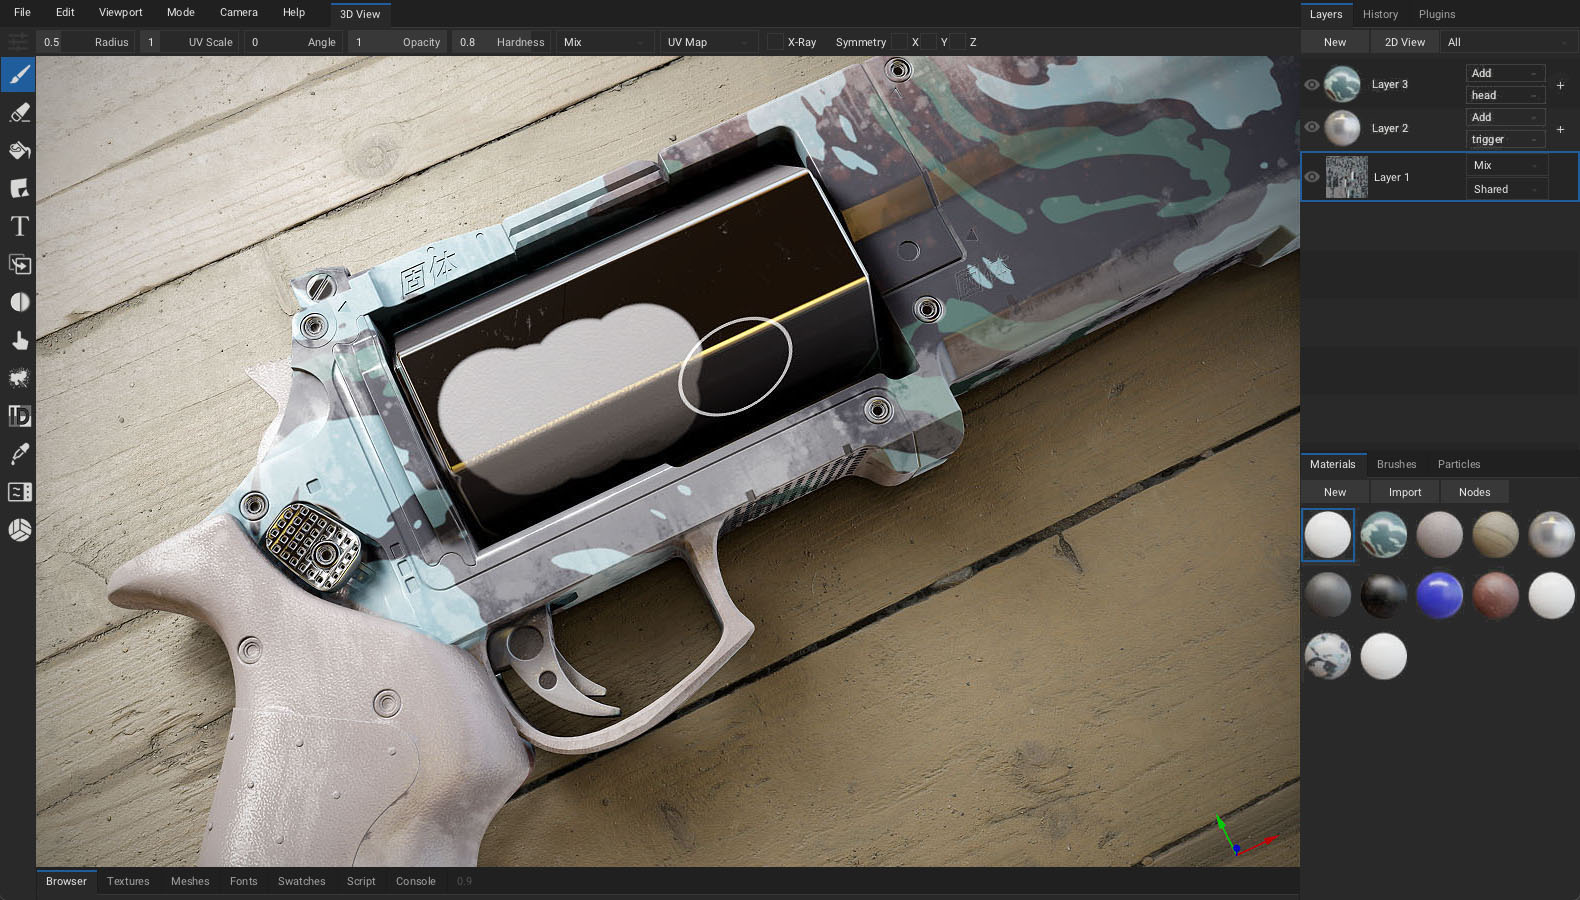 File Edit Viewport Mode Camera Help 3D View
0.5 Radius 1 UV Scale 0 Angle 1 Opacity 0.8 Hardness Mix UV Map X-Ray Symmetry X Y Z
T
ID
固体
固体
Browser Textures Meshes Fonts Swatches Script Console 0.9
Layers History Plugins
New 2D View All
Layer 3 Add
head +
Layer 2 Add
trigger +
Layer 1 Mix
Shared
Materials Brushes Particles
New Import Nodes